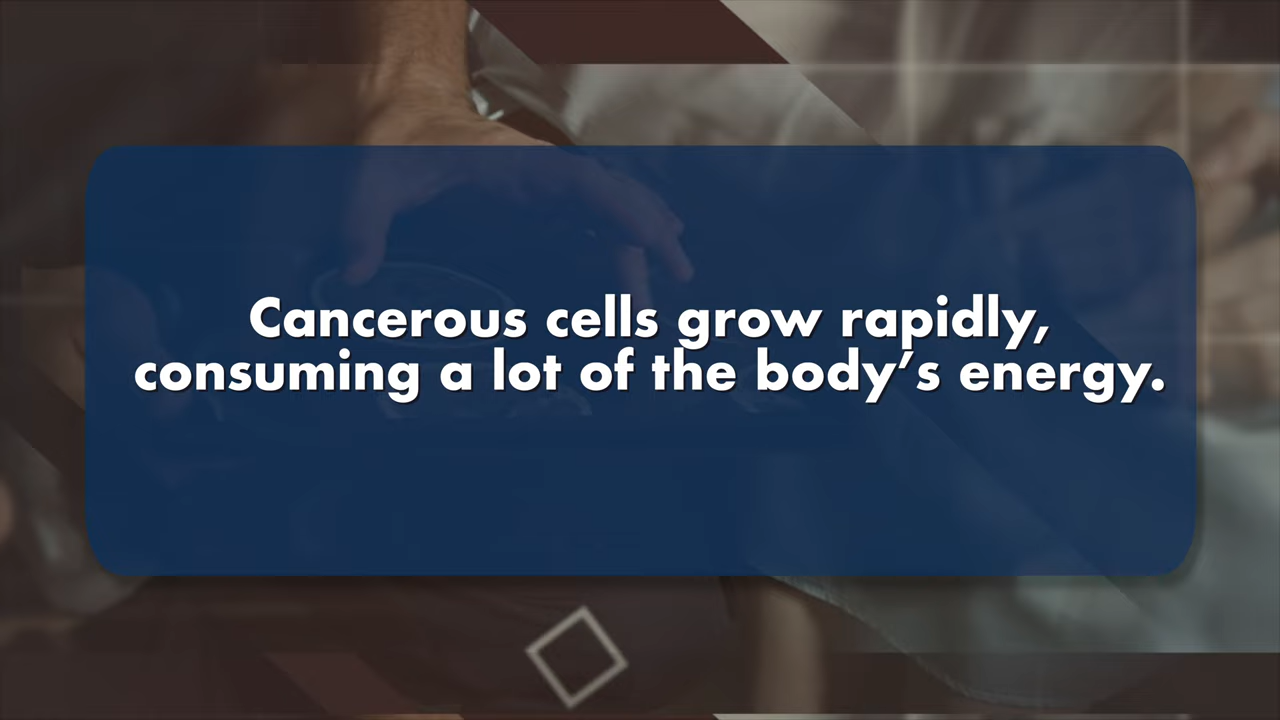 Cancerous cells grow rapidly,
consuming a lot of the body’s energy.